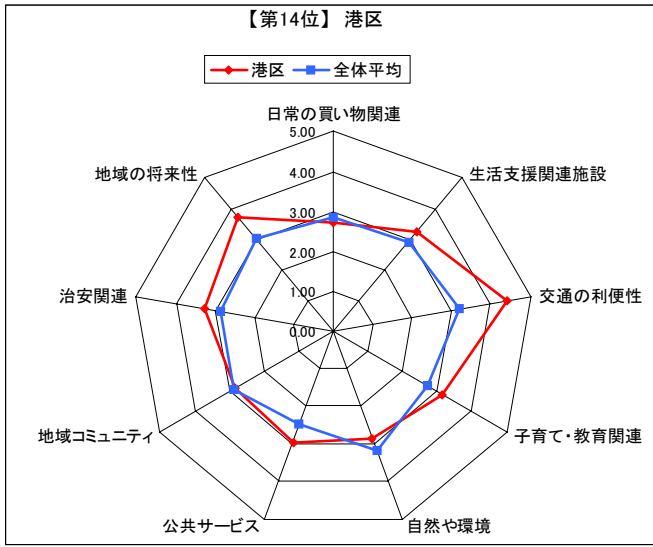 【第14位】 港区
港区
全体平均
日常の買い物関連
生活支援関連施設
交通の利便性
子育て・教育関連
自然や環境
公共サービス
地域コミュニティ
治安関連
地域の将来性
5.00
4.00
3.00
2.00
1.00
0.00